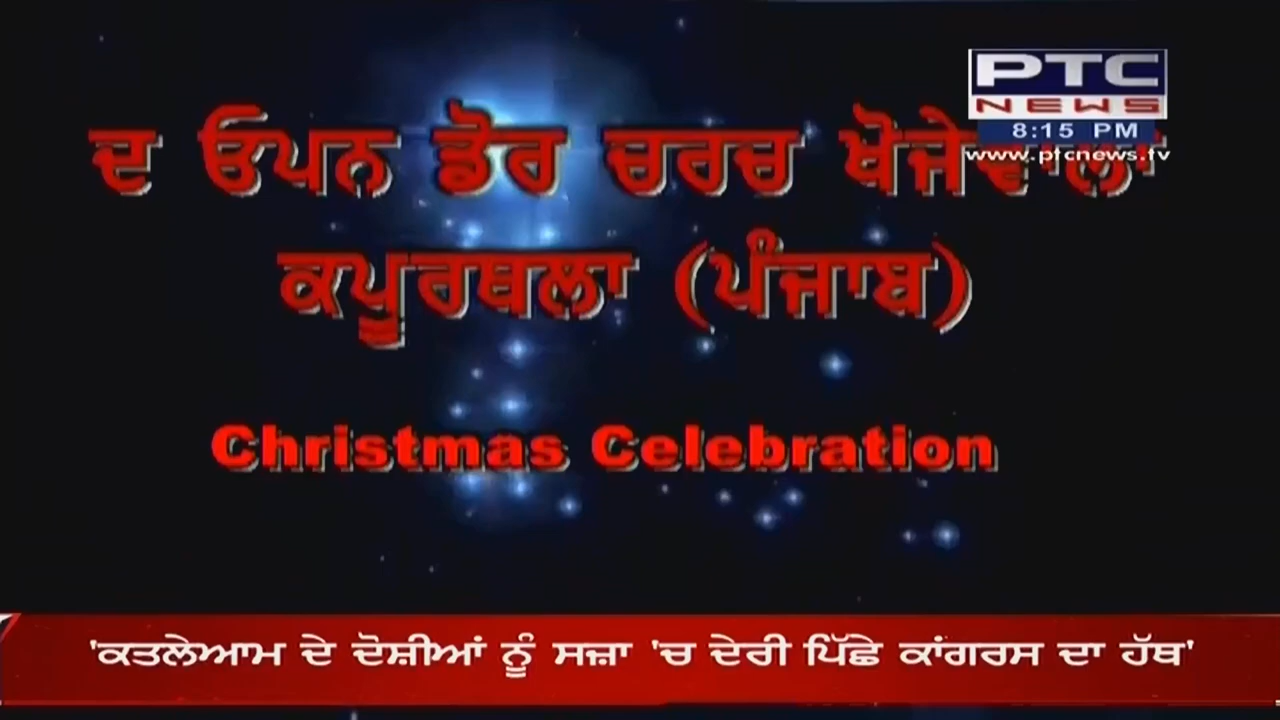 PTC
NEWS
8:15 PM
www.ptcnews.tv
ਦ ਓਪਨ ਡੋਰ ਚਰਚ ਖੋਜੇਵਾਲਾ
ਕਪੂਰਥਲਾ (ਪੰਜਾਬ)
Christmas Celebration
'ਕਤਲੇਆਮ ਦੇ ਦੋਸ਼ੀਆਂ ਨੂੰ ਸਜ਼ਾ 'ਚ ਦੇਰੀ ਪਿੱਛੇ ਕਾਂਗਰਸ ਦਾ ਹੱਥ'